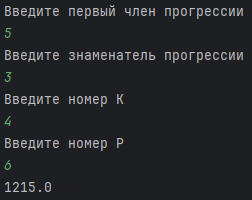 Введите первый член прогрессии
5
Введите знаменатель прогрессии
3
Введите номер К
4
Введите номер Р
6
1215.0